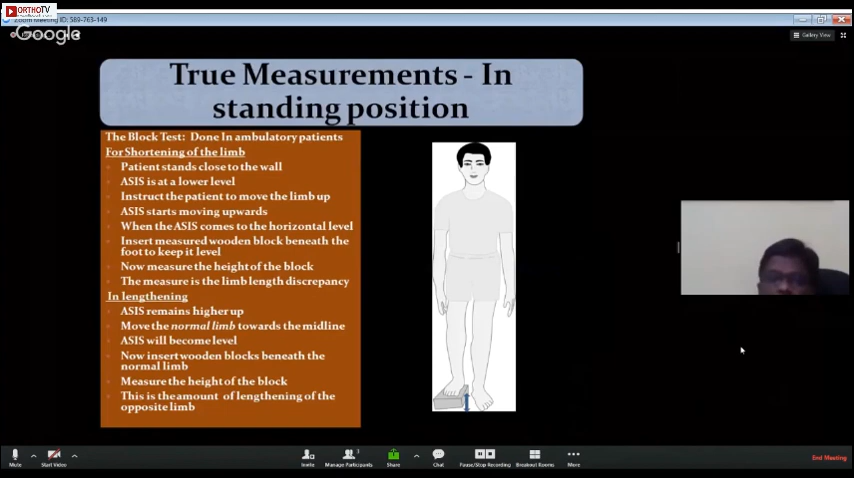 ORTHOTV
Zoom Meeting ID: 589-763-149
Google
Gallery View
True Measurements - In
standing position
The Block Test: Done In ambulatory patients
For Shortening of the limb
Patient stands close to the wall
ASIS is at a lower level
Instruct the patient to move the limb up
ASIS starts moving upwards
When the ASIS comes to the horizontal level
Insert measured wooden block beneath the
foot to keep it level
Now measure the height of the block
The measure is the limb length discrepancy
In lengthening
ASIS remains higher up
Move the normal limb towards the midline
ASIS will become level
Now insert wooden blocks beneath the
normal limb
Measure the height of the block
This is the amount of lengthening of the
opposite limb
Mute
Start Video
Invite
3
Manage Participants
Share
Chat
Pause/Stop Recording
Breakout Rooms
More
End Meeting